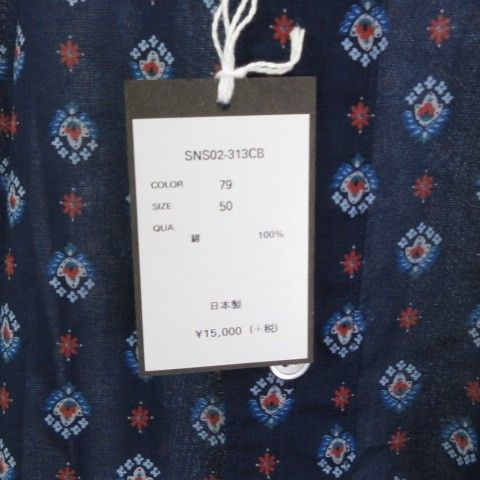 SNS02-313CB
COLOR 79
SIZE 50
QUA.
綿 100%
日本製
¥15,000 (+税)